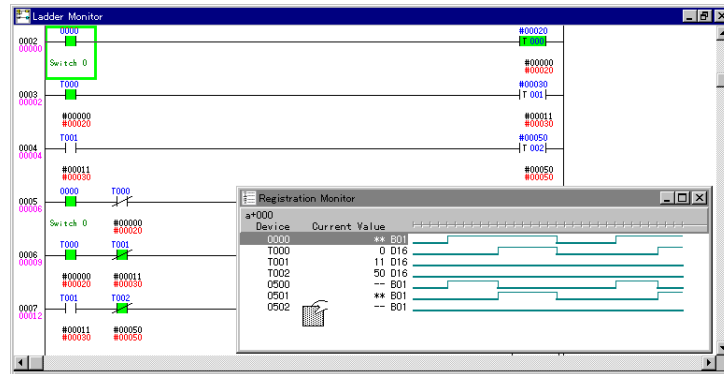 Ladder Monitor
0000 #00020
0002 T 000
00000
Switch 0 #00000
#00020
T000 #00030
0003 T 001
00002
#00000 #00011
#00020 #00030
T001 #00050
0004 T 002
00004
#00011 #00050
#00030 #00050
0000 T000
0005
00006
Switch 0 #00000
#00020
T000 T001
0006
00009
#00000 #00011
#00020 #00030
T001 T002
0007
00012
#00011 #00050
#00030 #00050
Registration Monitor
a+000
Device Current Value
0000 ** B01
T000 0 D16
T001 11 D16
T002 50 D16
0500 -- B01
0501 ** B01
0502 -- B01